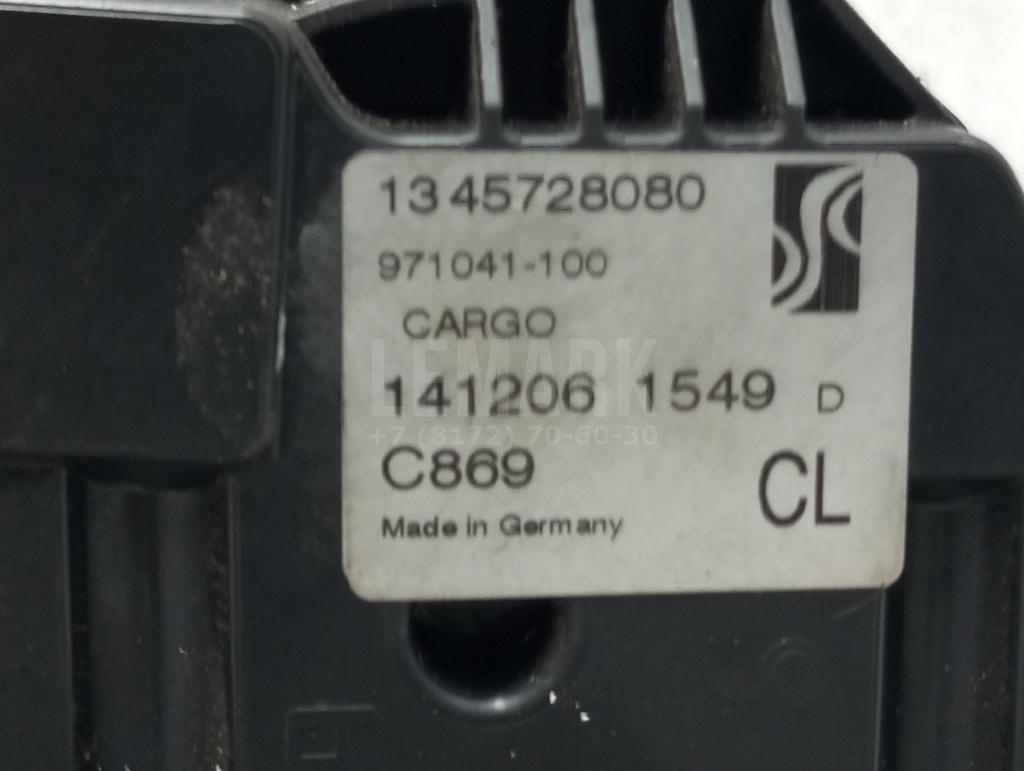 1345728080
971041-100
CARGO
LEMARK
141206 1549 D
+7 (8172) 70-60-30
C869
CL
Made in Germany